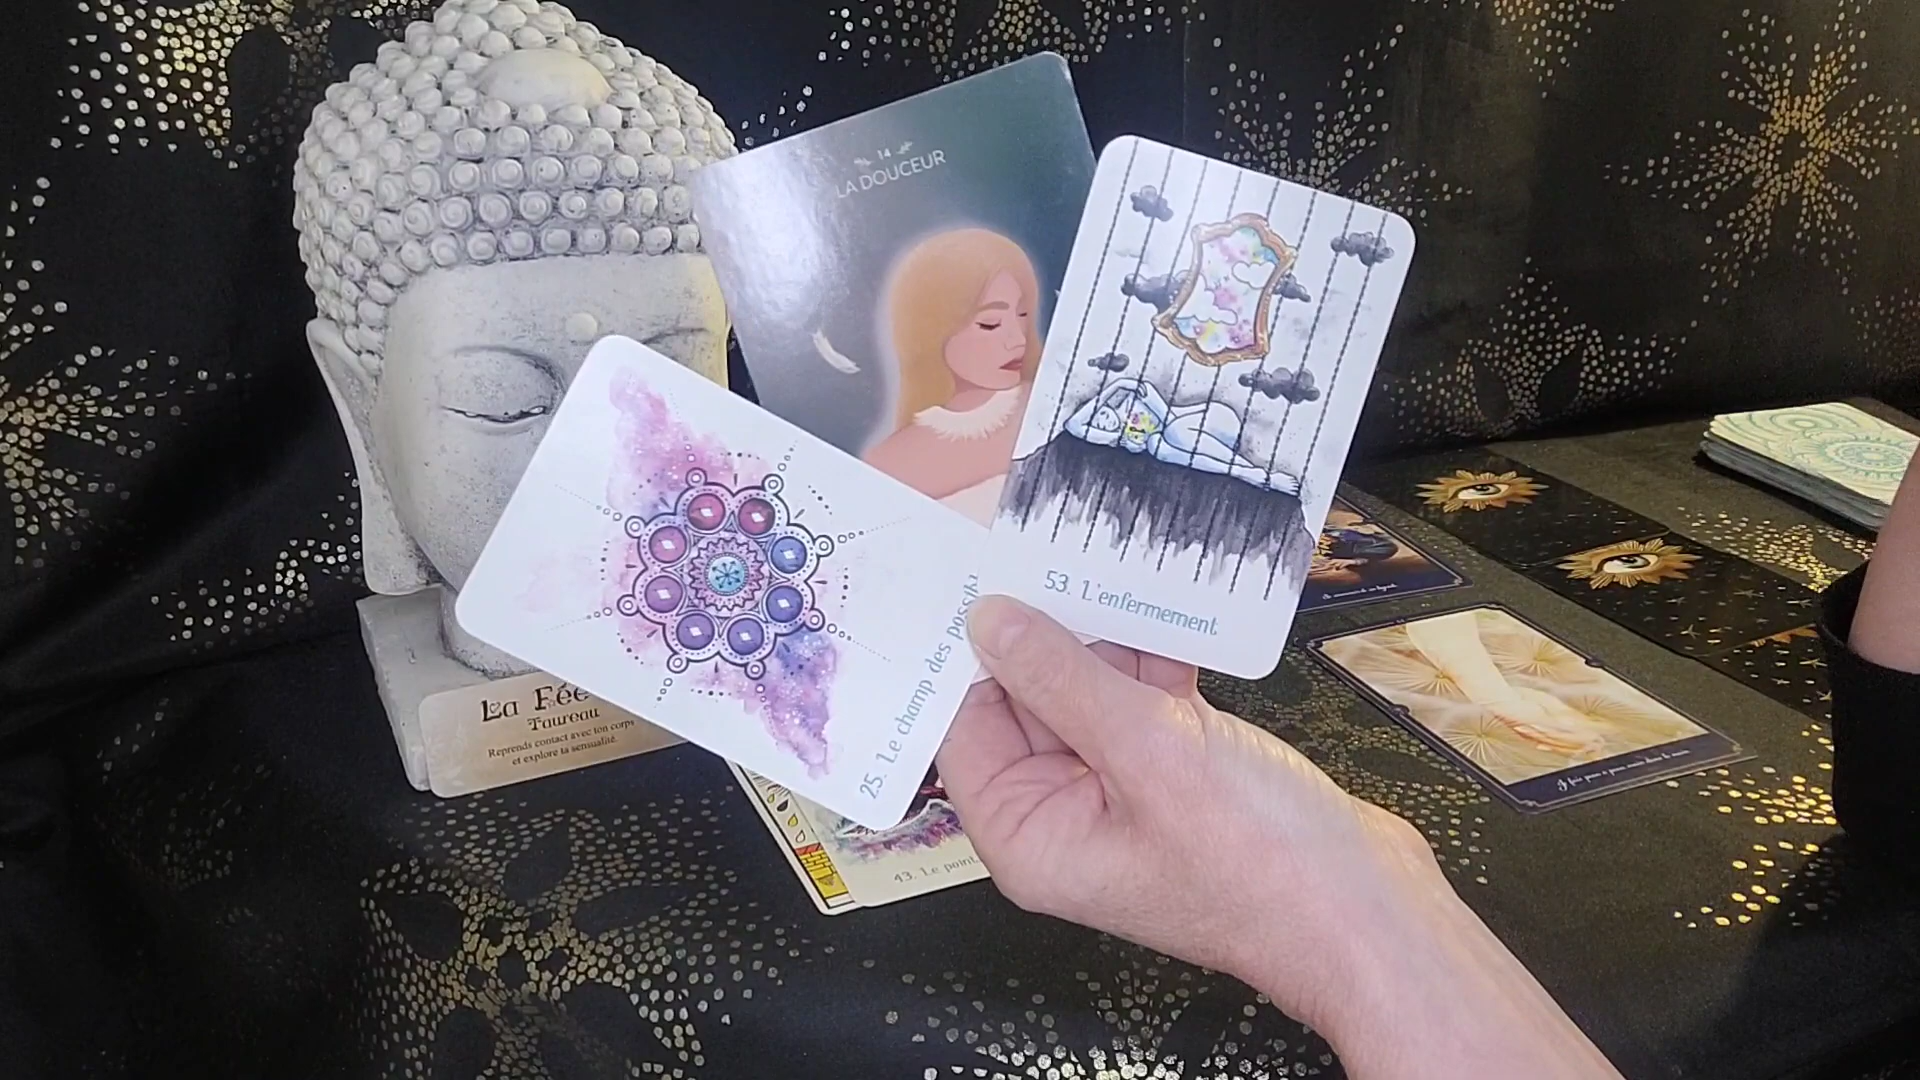 14
LA DOUCEUR
53. L'enfermement
25. Le champ des possib
La Fée
Taureau
Reprends contact avec ton corps
et explore ta sensualité.
43. Le point